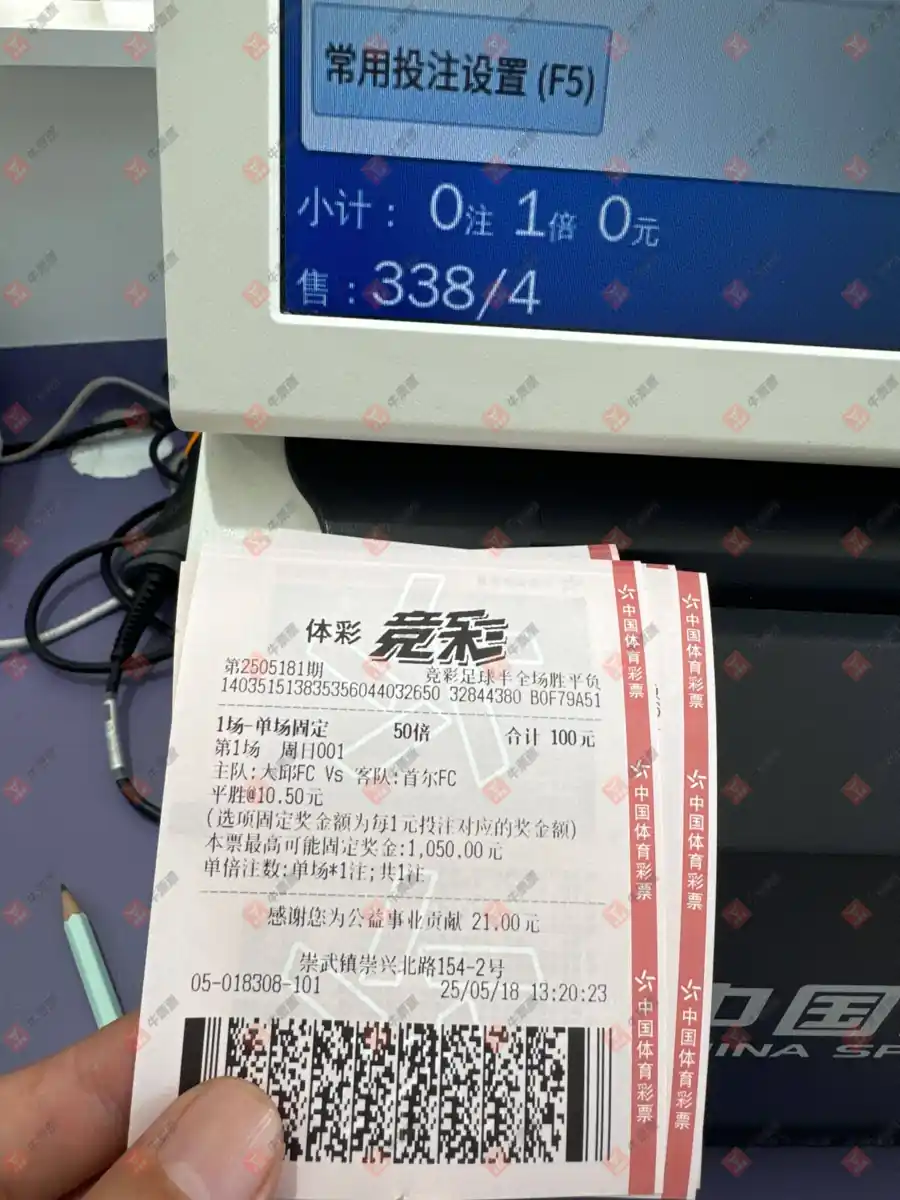 常用投注设置 (F5)
小计： 0注 1倍 0元
售：338/4
体彩 竞彩
第2505181期 竞彩足球半全场胜平负
140351513835356044032650 32844380 B0F79A51
1场-单场固定 50倍 合计 100元
第1场 周日001
主队:大邱FC Vs 客队:首尔FC
平胜@10.50元
(选项固定奖金额为每1元投注对应的奖金额)
本票最高可能固定奖金:1,050.00元
单倍注数:单场*1注;共1注
感谢您为公益事业贡献 21.00元
崇武镇崇兴北路154-2号
05-018308-101 25/05/18 13:20:23
中国体育彩票
中国体育彩票
中国体育彩票
中国体育彩票
中国体育彩票
中国体育彩票
中国
INA SP